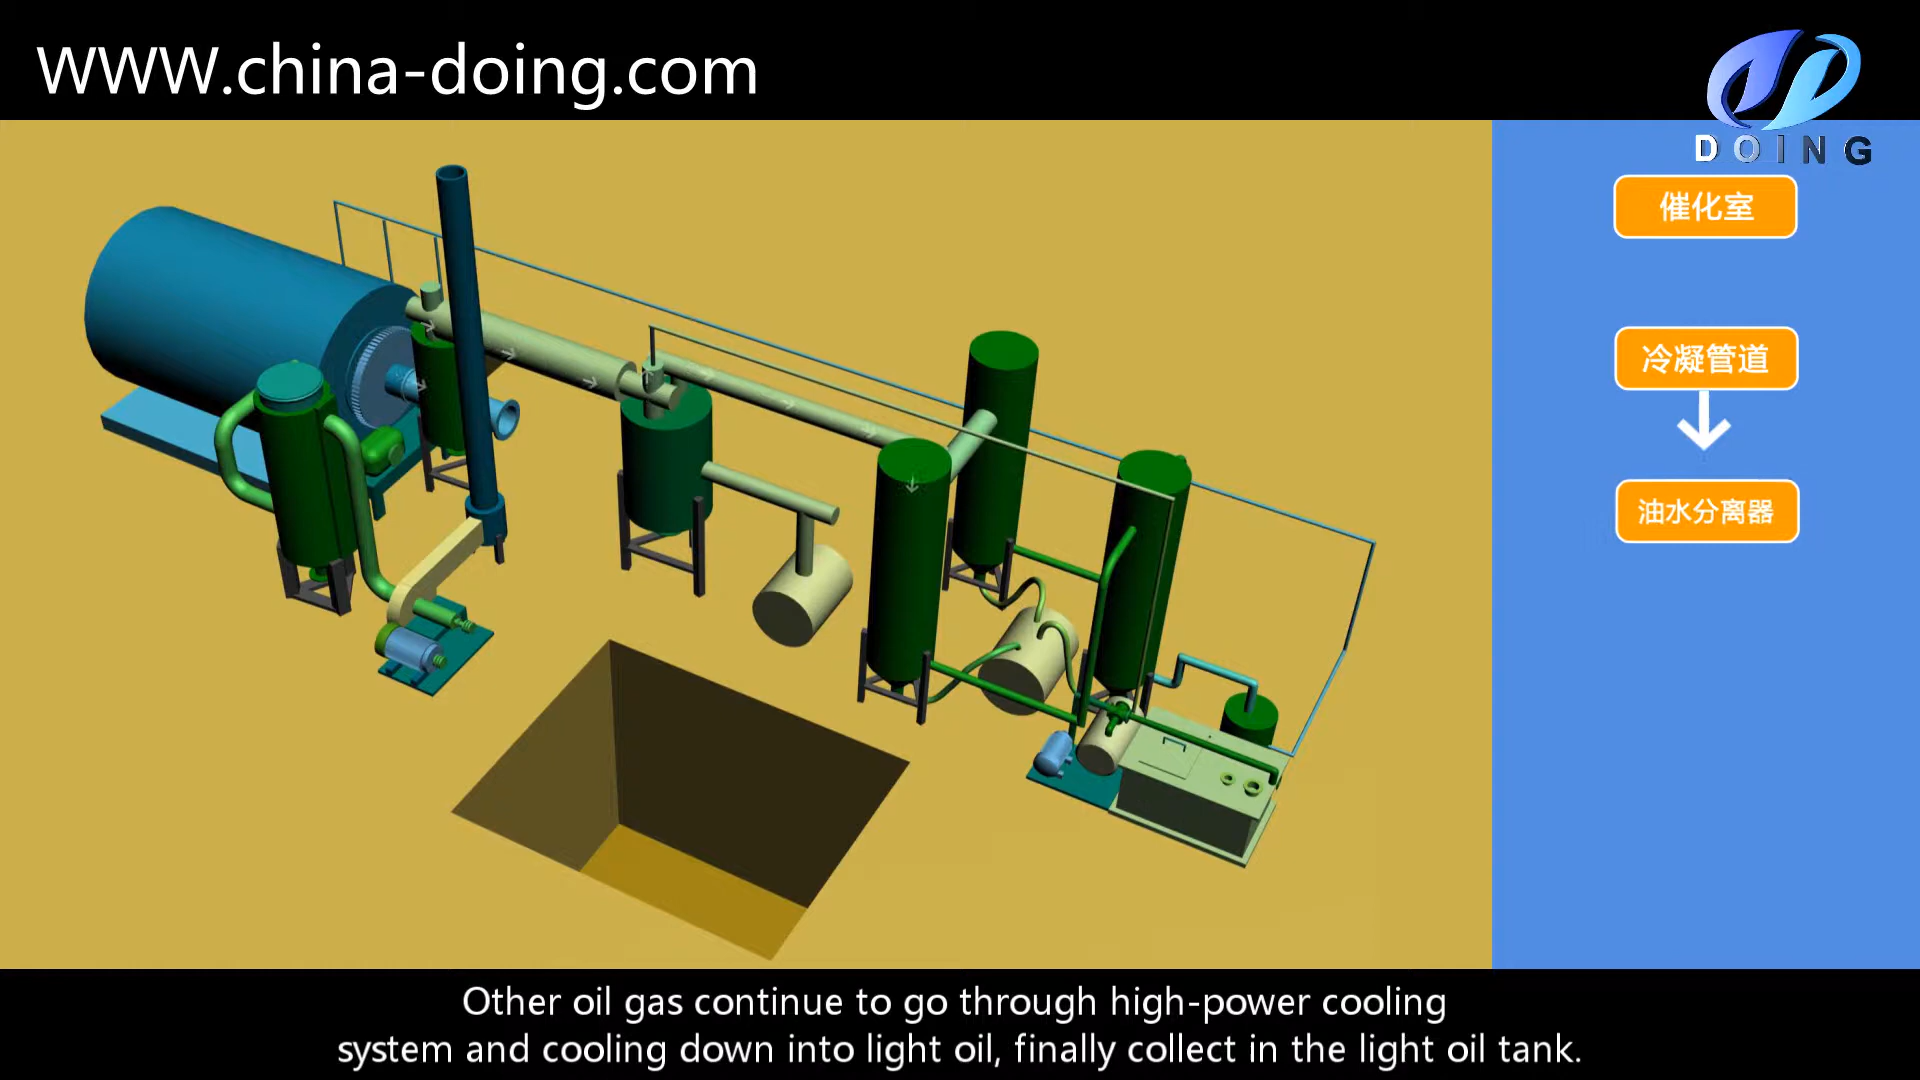 WWW.china-doing.com
DOING
催化室
冷凝管道
油水分离器
Other oil gas continue to go through high-power cooling
system and cooling down into light oil, finally collect in the light oil tank.